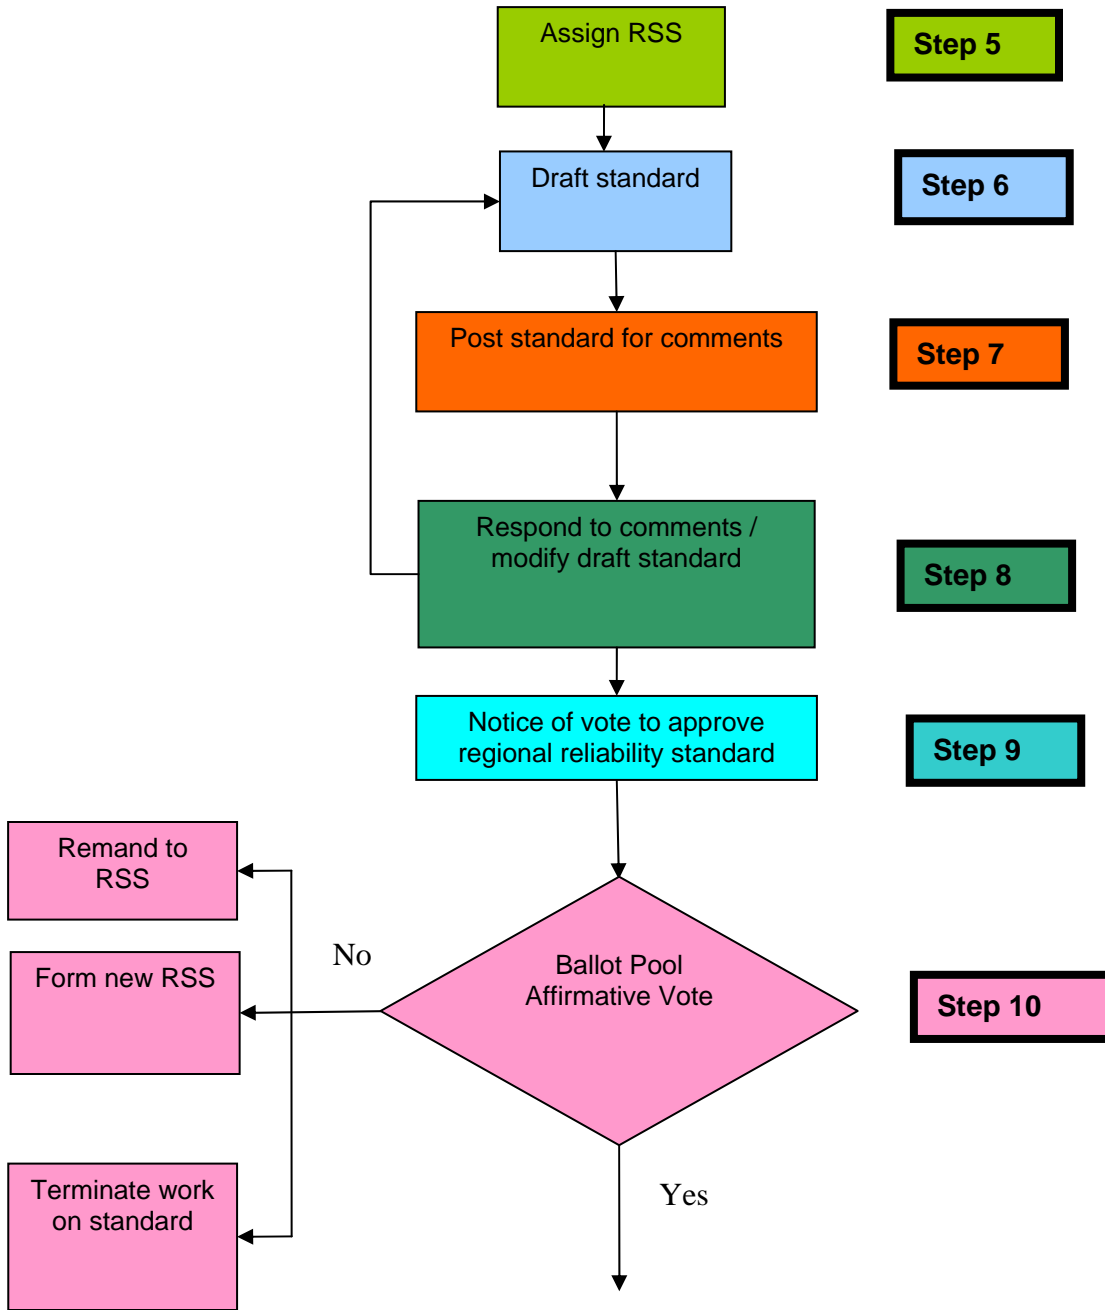 Assign RSS
Step 5
Draft standard
Step 6
Post standard for comments
Step 7
Respond to comments /
modify draft standard
Step 8
Notice of vote to approve
regional reliability standard
Step 9
Remand to
RSS
No
Form new RSS
Ballot Pool
Affirmative Vote
Step 10
Terminate work
on standard
Yes